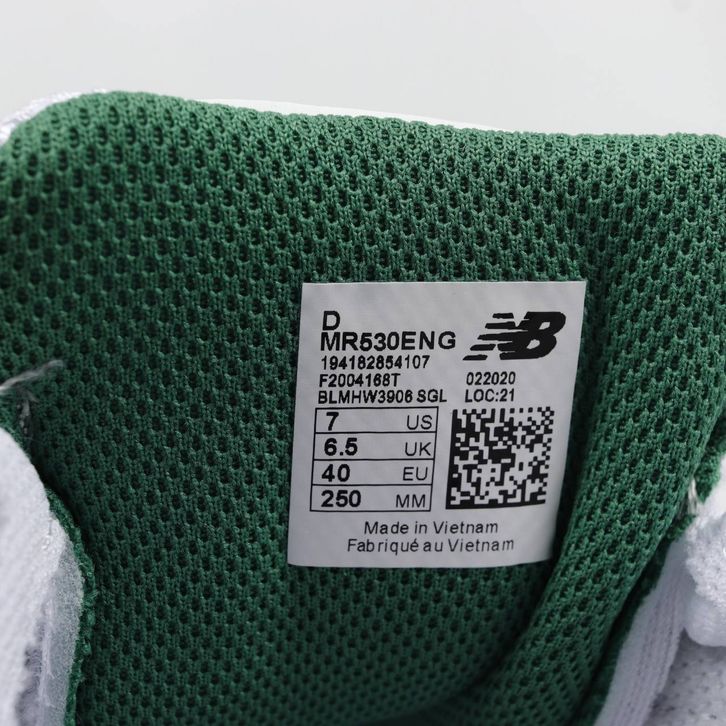 D
MR530ENG NB
194182854107
F2004168T 022020
BLMHW3906 SGL LOC:21
7 US
6.5 UK
40 EU
250 MM
Made in Vietnam
Fabriqué au Vietnam